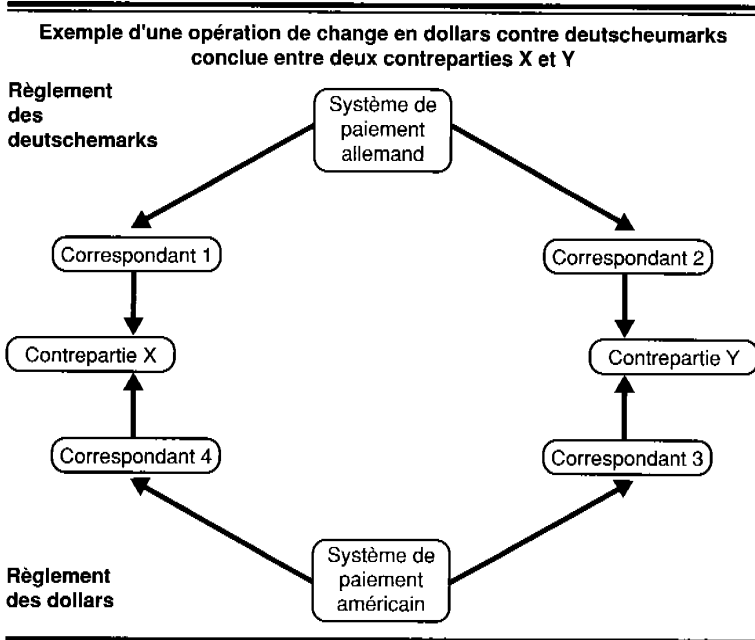 Exemple d'une opération de change en dollars contre deutscheumarks
conclue entre deux contreparties X et Y
Règlement
des
deutschemarks
Système de
paiement
allemand
Correspondant 1
Correspondant 2
Contrepartie X
Contrepartie Y
Correspondant 4
Correspondant 3
Système de
paiement
américain
Règlement
des dollars